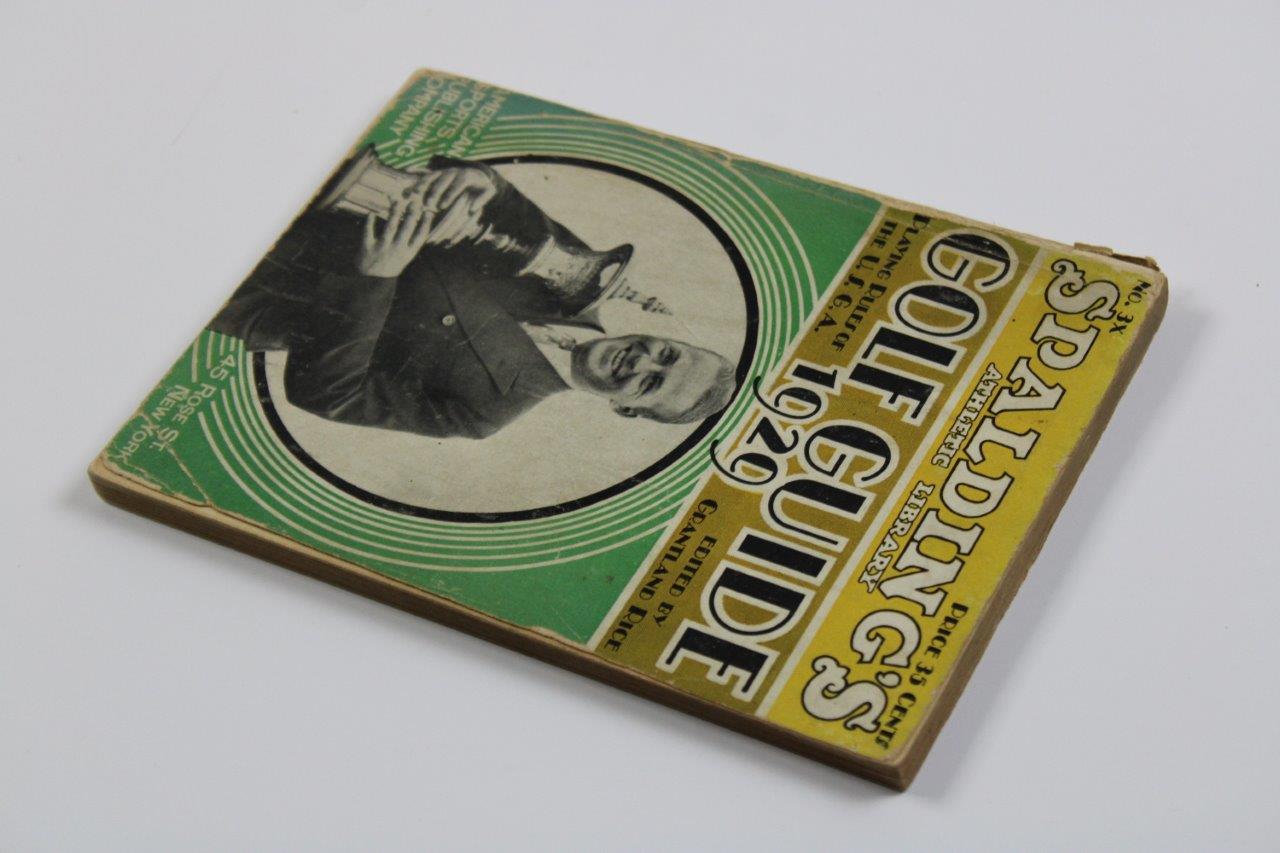 No. 3X
Price 35 Cents
SPALDING'S
ATHLETIC LIBRARY
GOLF GUIDE
PLAYING RULES OF
THE U. S. G. A.
1929
EDITED BY
GRANTLAND RICE
AMERICAN
SPORTS
PUBLISHING
COMPANY
45 ROSE ST.
NEW YORK